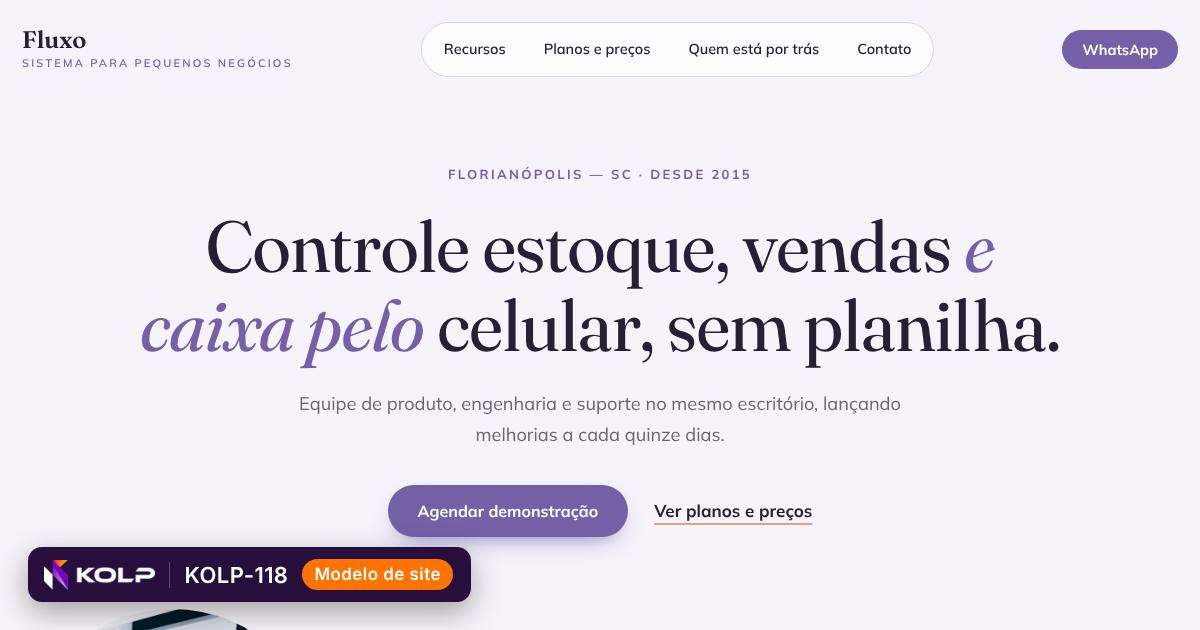 Fluxo
SISTEMA PARA PEQUENOS NEGÓCIOS
Recursos
Planos e preços
Quem está por trás
Contato
WhatsApp
FLORIANÓPOLIS — SC · DESDE 2015
Controle estoque, vendas e
caixa pelo celular, sem planilha.
Equipe de produto, engenharia e suporte no mesmo escritório, lançando
melhorias a cada quinze dias.
Agendar demonstração
Ver planos e preços
KOLP
KOLP-118
Modelo de site